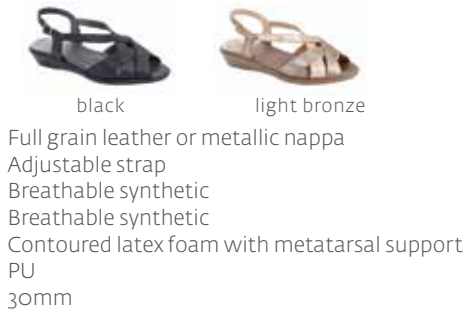 black
light bronze
Full grain leather or metallic nappa
Adjustable strap
Breathable synthetic
Breathable synthetic
Contoured latex foam with metatarsal support
PU
30mm